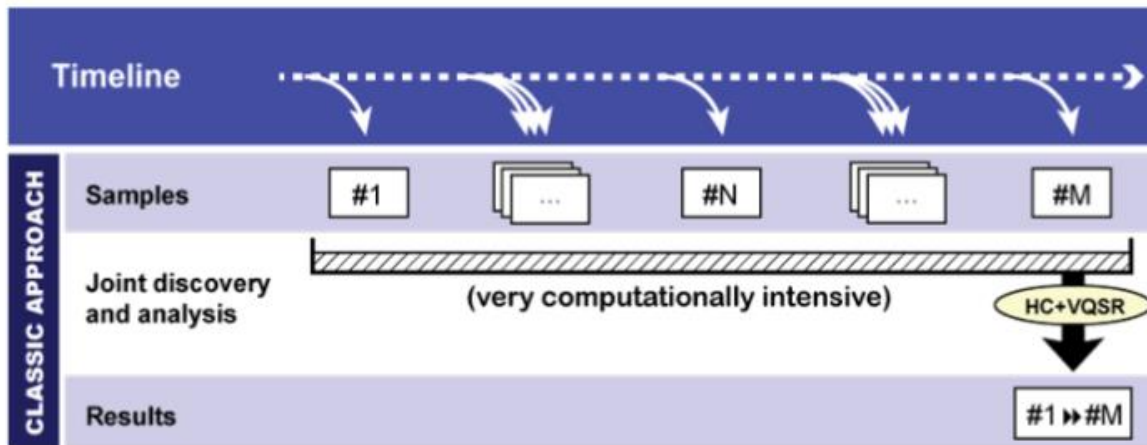 Timeline
CLASSIC APPROACH
Samples
#1
...
#N
...
#M
Joint discovery
and analysis
(very computationally intensive)
HC+VQSR
Results
#1 ▸▸ #M